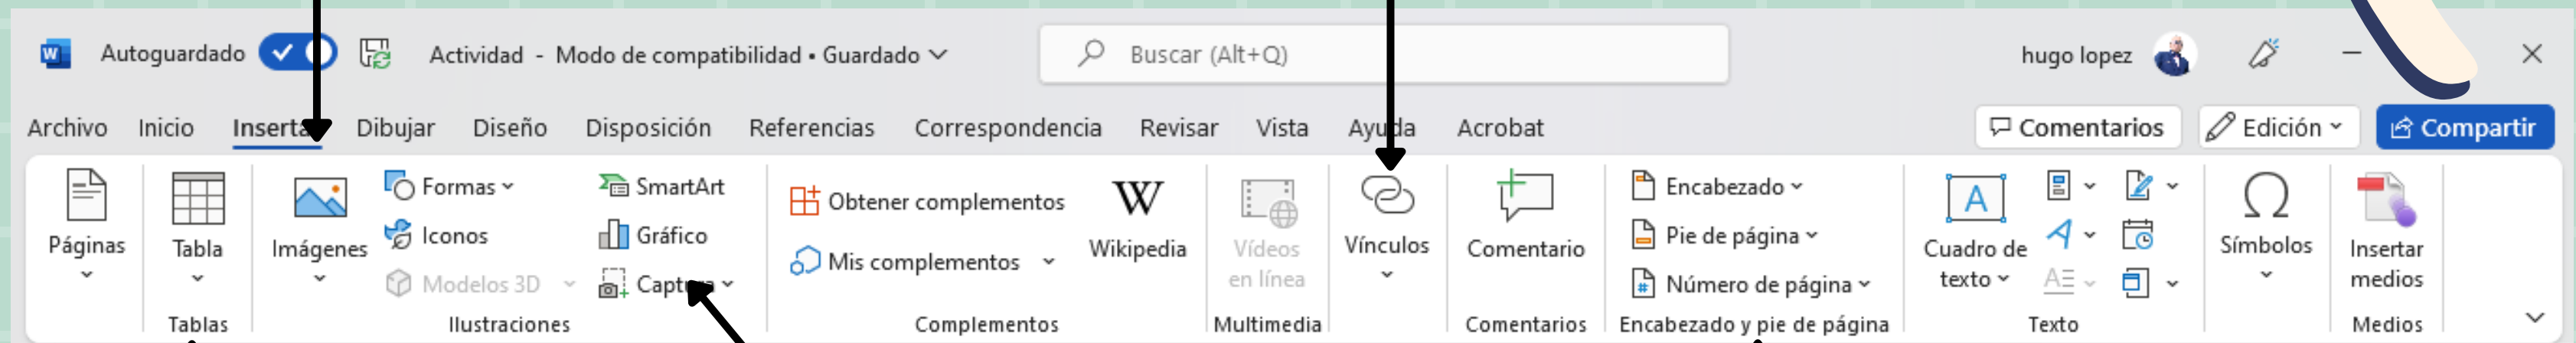 Autoguardado Actividad - Modo de compatibilidad • Guardado Buscar (Alt+Q) hugo lopez
Archivo Inicio Insertar Dibujar Diseño Disposición Referencias Correspondencia Revisar Vista Ayuda Acrobat Comentarios Edición Compartir
Páginas
Tabla
Imágenes
Formas
Iconos
Modelos 3D
SmartArt
Gráfico
Captura
Obtener complementos
Mis complementos
W
Wikipedia
Vídeos
en línea
Vínculos
Comentario
Encabezado
Pie de página
Número de página
A
Cuadro de
texto
Símbolos
Insertar
medios
Tablas Ilustraciones Complementos Multimedia Comentarios Encabezado y pie de página Texto Medios